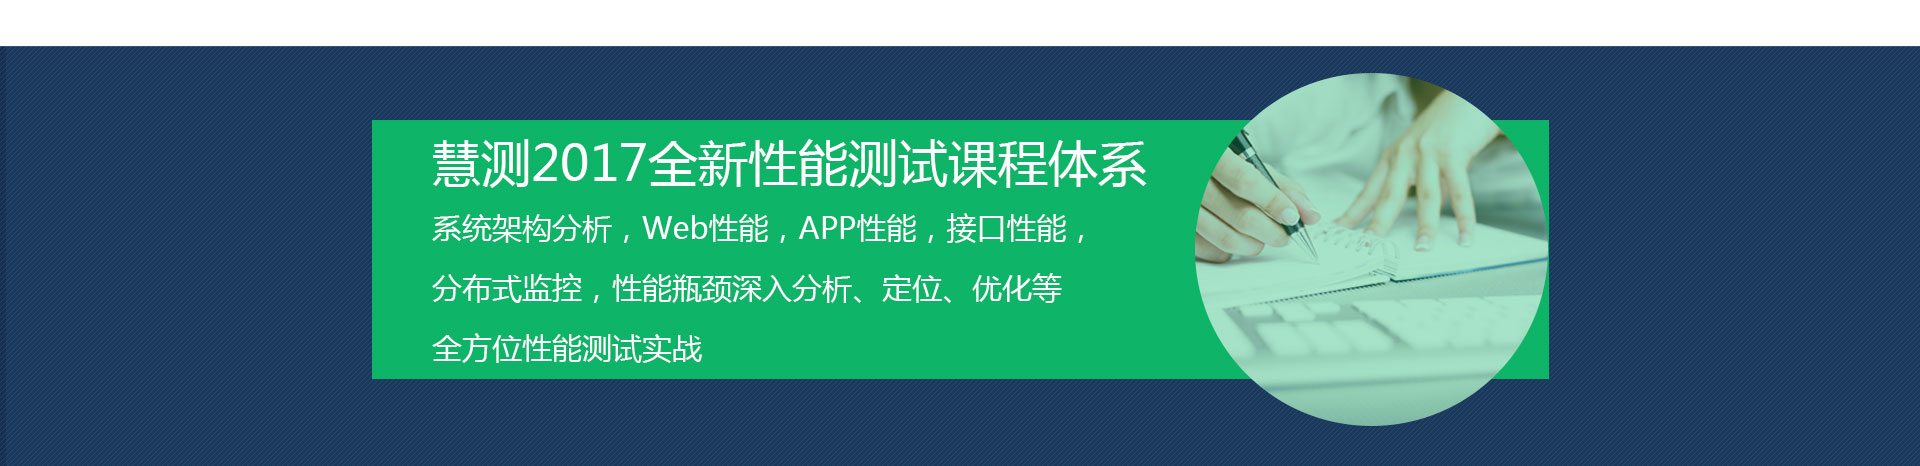 慧测2017全新性能测试课程体系
系统架构分析，Web性能，APP性能，接口性能，
分布式监控，性能瓶颈深入分析、定位、优化等
全方位性能测试实战